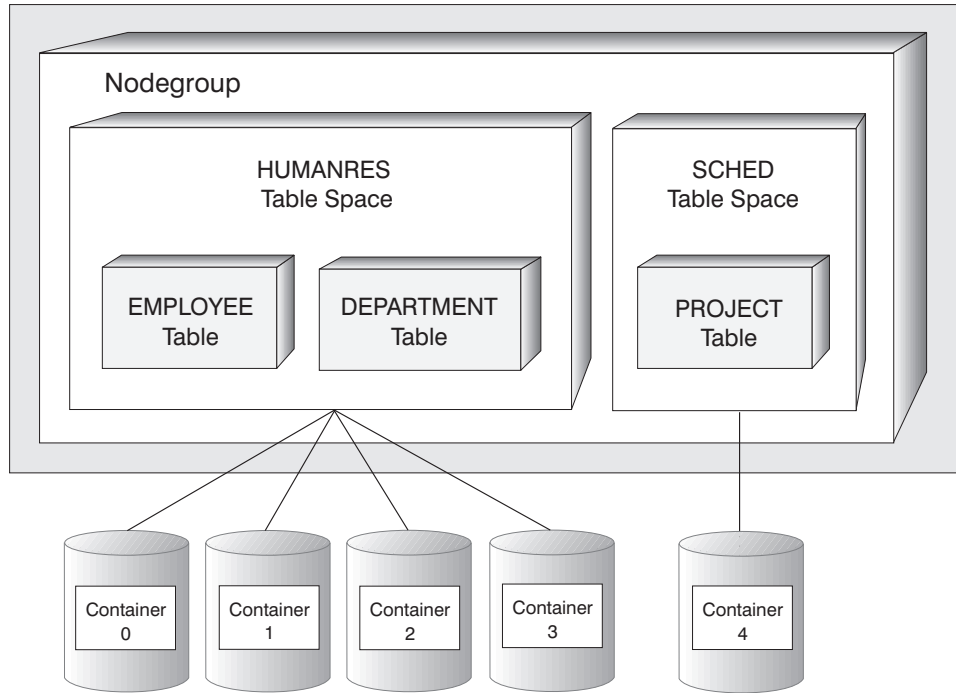 Nodegroup
HUMANRES
Table Space
SCHED
Table Space
EMPLOYEE
Table
DEPARTMENT
Table
PROJECT
Table
Container
0
Container
1
Container
2
Container
3
Container
4